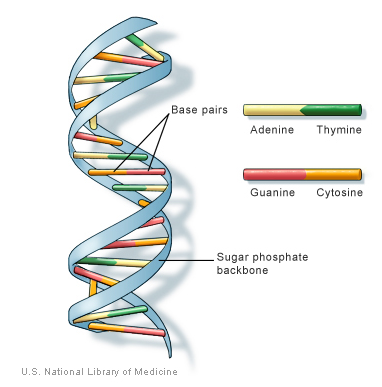 Base pairs
Adenine Thymine
Guanine Cytosine
Sugar phosphate
backbone
U.S. National Library of Medicine